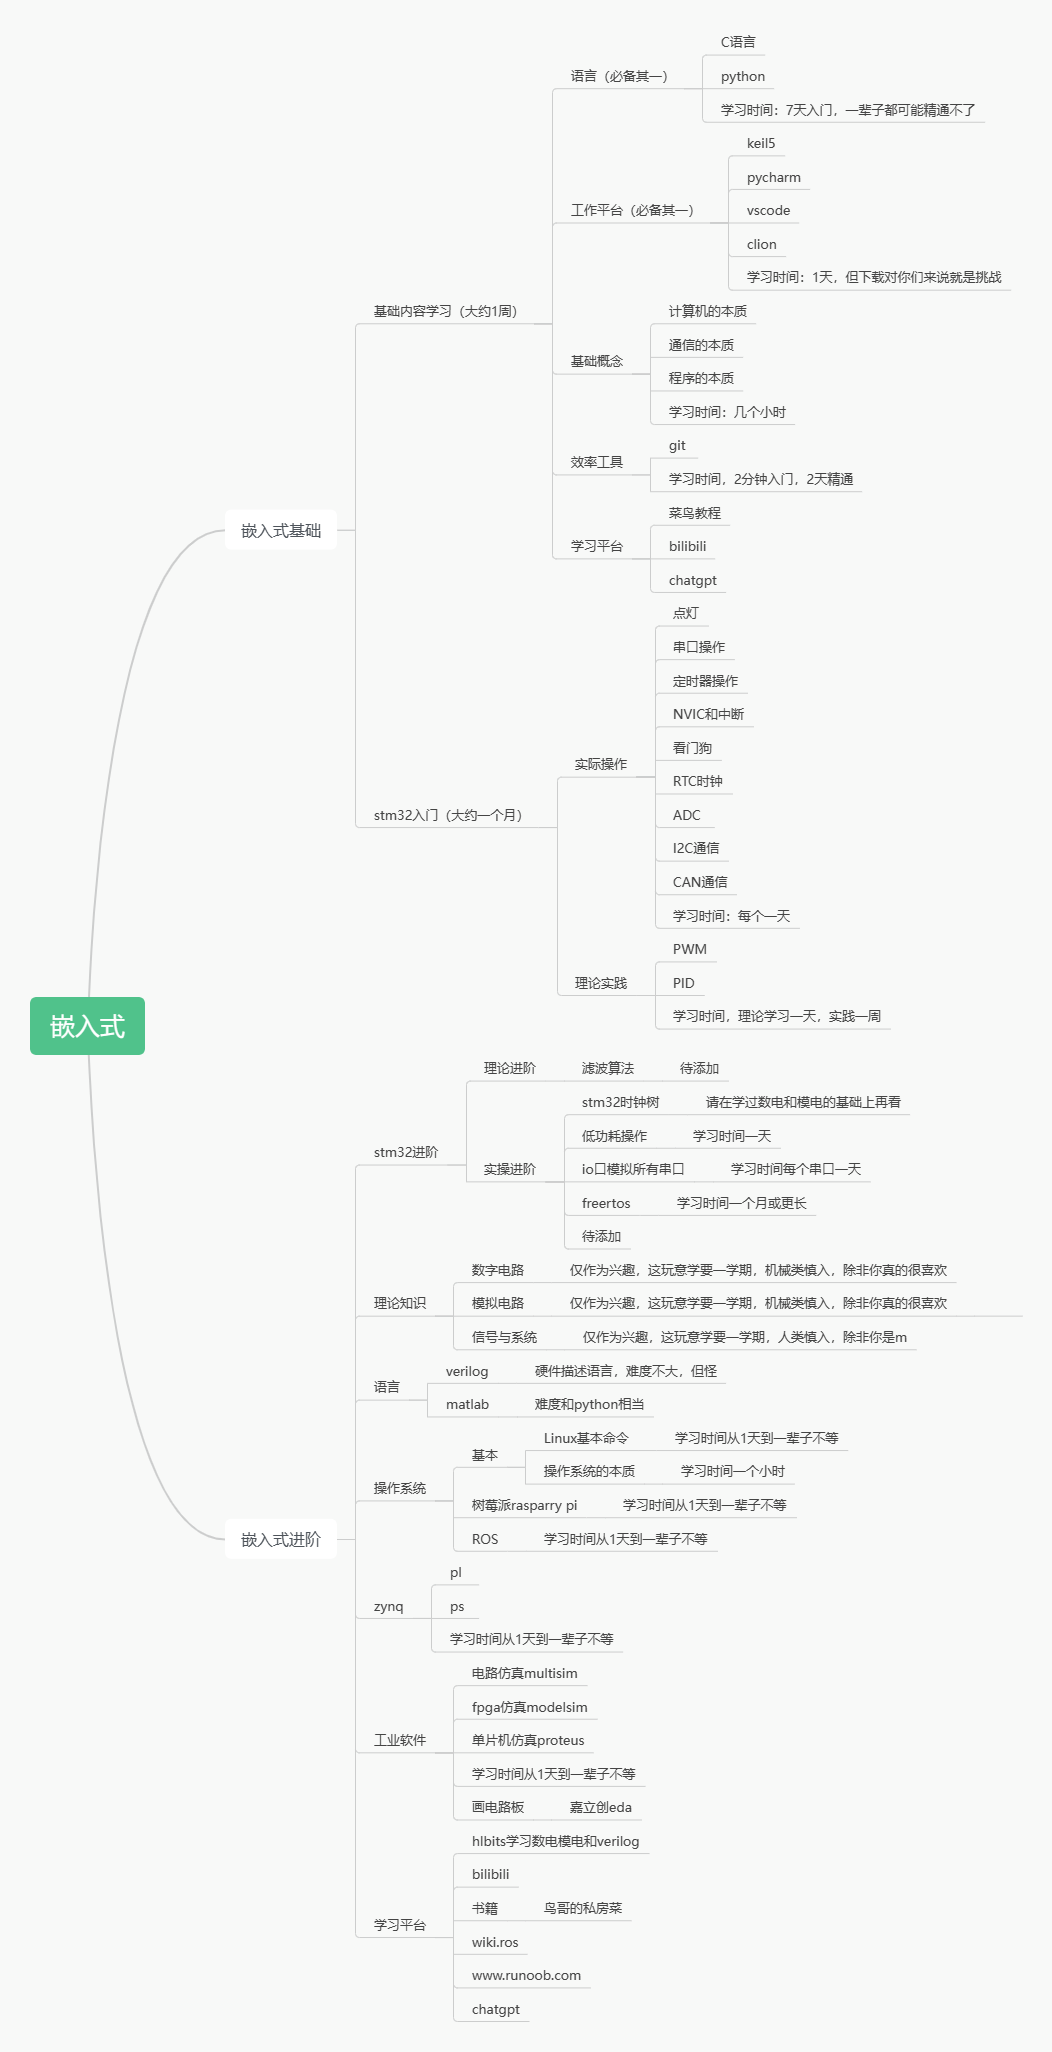 嵌入式
嵌入式基础
基础内容学习（大约1周）
语言（必备其一）
C语言
python
学习时间：7天入门，一辈子都可能精通不了
工作平台（必备其一）
keil5
pycharm
vscode
clion
学习时间：1天，但下载对你们来说就是挑战
基础概念
计算机的本质
通信的本质
程序的本质
学习时间：几个小时
效率工具
git
学习时间，2分钟入门，2天精通
学习平台
菜鸟教程
bilibili
chatgpt
stm32入门（大约一个月）
实际操作
点灯
串口操作
定时器操作
NVIC和中断
看门狗
RTC时钟
ADC
I2C通信
CAN通信
学习时间：每个一天
理论实践
PWM
PID
学习时间，理论学习一天，实践一周
嵌入式进阶
stm32进阶
理论进阶
滤波算法
待添加
实操进阶
stm32时钟树
请在学过数电和模电的基础上再看
低功耗操作
学习时间一天
io口模拟所有串口
学习时间每个串口一天
freertos
学习时间一个月或更长
待添加
理论知识
数字电路
仅作为兴趣，这玩意学要一学期，机械类慎入，除非你真的很喜欢
模拟电路
仅作为兴趣，这玩意学要一学期，机械类慎入，除非你真的很喜欢
信号与系统
仅作为兴趣，这玩意学要一学期，人类慎入，除非你是m
语言
verilog
硬件描述语言，难度不大，但怪
matlab
难度和python相当
操作系统
基本
Linux基本命令
学习时间从1天到一辈子不等
操作系统的本质
学习时间一个小时
树莓派rasparry pi
学习时间从1天到一辈子不等
ROS
学习时间从1天到一辈子不等
zynq
pl
ps
学习时间从1天到一辈子不等
工业软件
电路仿真multisim
fpga仿真modelsim
单片机仿真proteus
学习时间从1天到一辈子不等
画电路板
嘉立创eda
学习平台
hlbits学习数电模电和verilog
bilibili
书籍
鸟哥的私房菜
wiki.ros
www.runoob.com
chatgpt